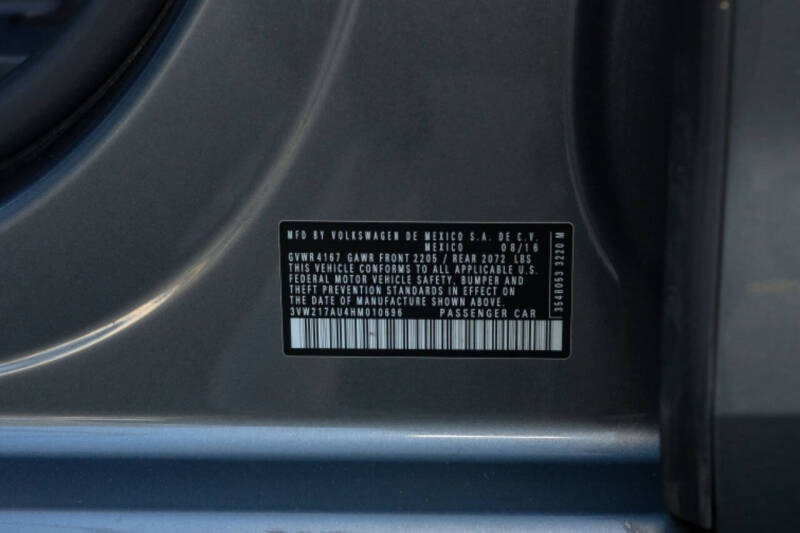 MFD BY VOLKSWAGEN DE MEXICO S.A. DE C.V.
MEXICO 08/16
GVWR 4167 GAWR FRONT 2205 / REAR 2072 LBS
THIS VEHICLE CONFORMS TO ALL APPLICABLE U.S.
FEDERAL MOTOR VEHICLE SAFETY, BUMPER AND
THEFT PREVENTION STANDARDS IN EFFECT ON
THE DATE OF MANUFACTURE SHOWN ABOVE.
3VW217AU4HM010696 PASSENGER CAR
3548053 3220 M